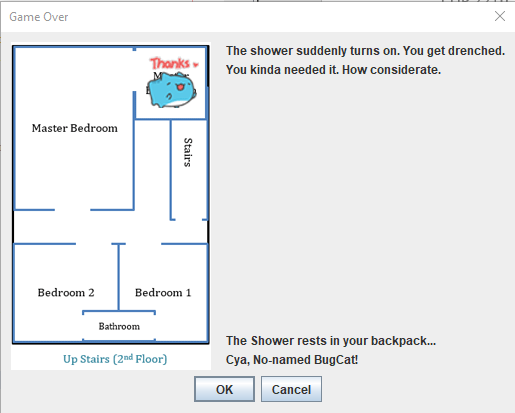 Game Over
The shower suddenly turns on. You get drenched.
You kinda needed it. How considerate.
Thanks
Master Bedroom
Stairs
Bedroom 2
Bedroom 1
Bathroom
Up Stairs (2nd Floor)
The Shower rests in your backpack...
Cya, No-named BugCat!
OK
Cancel